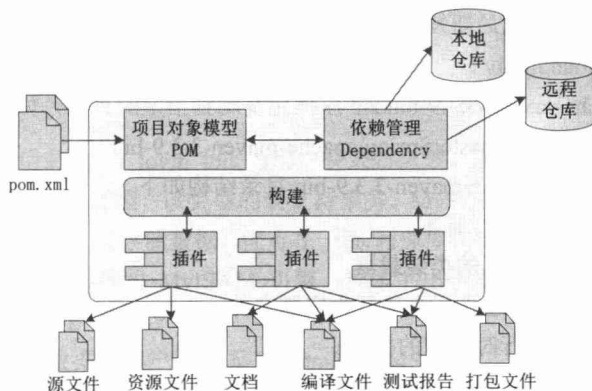 本地
仓库
远程
仓库
项目对象模型
POM
依赖管理
Dependency
pom.xml
构建
插件
插件
插件
源文件
资源文件
文档
编译文件
测试报告
打包文件